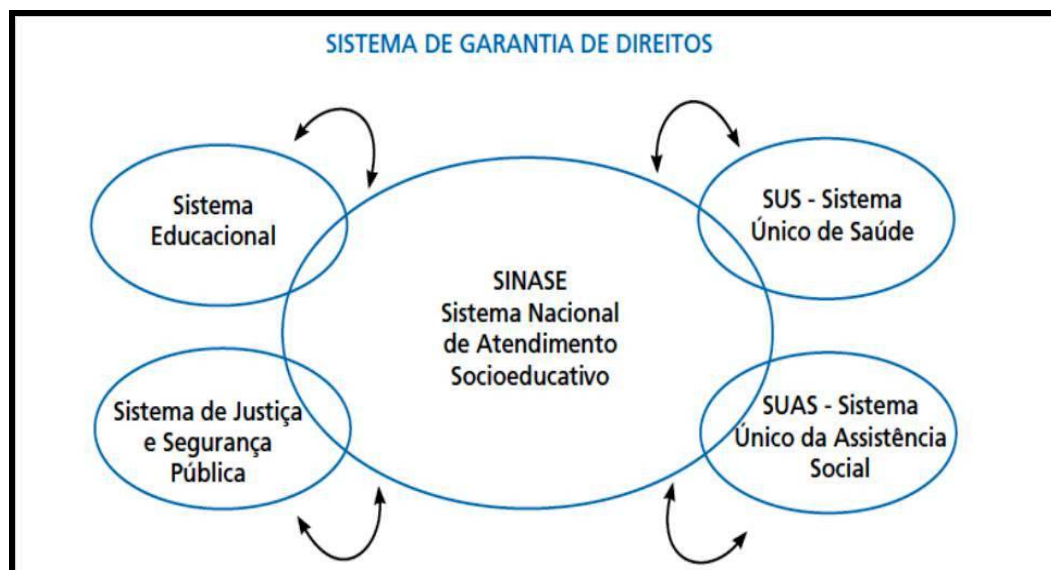 SISTEMA DE GARANTIA DE DIREITOS
Sistema
Educacional
SUS - Sistema
Único de Saúde
SINASE
Sistema Nacional
de Atendimento
Socioeducativo
Sistema de Justiça
e Segurança
Pública
SUAS - Sistema
Único da Assistência
Social